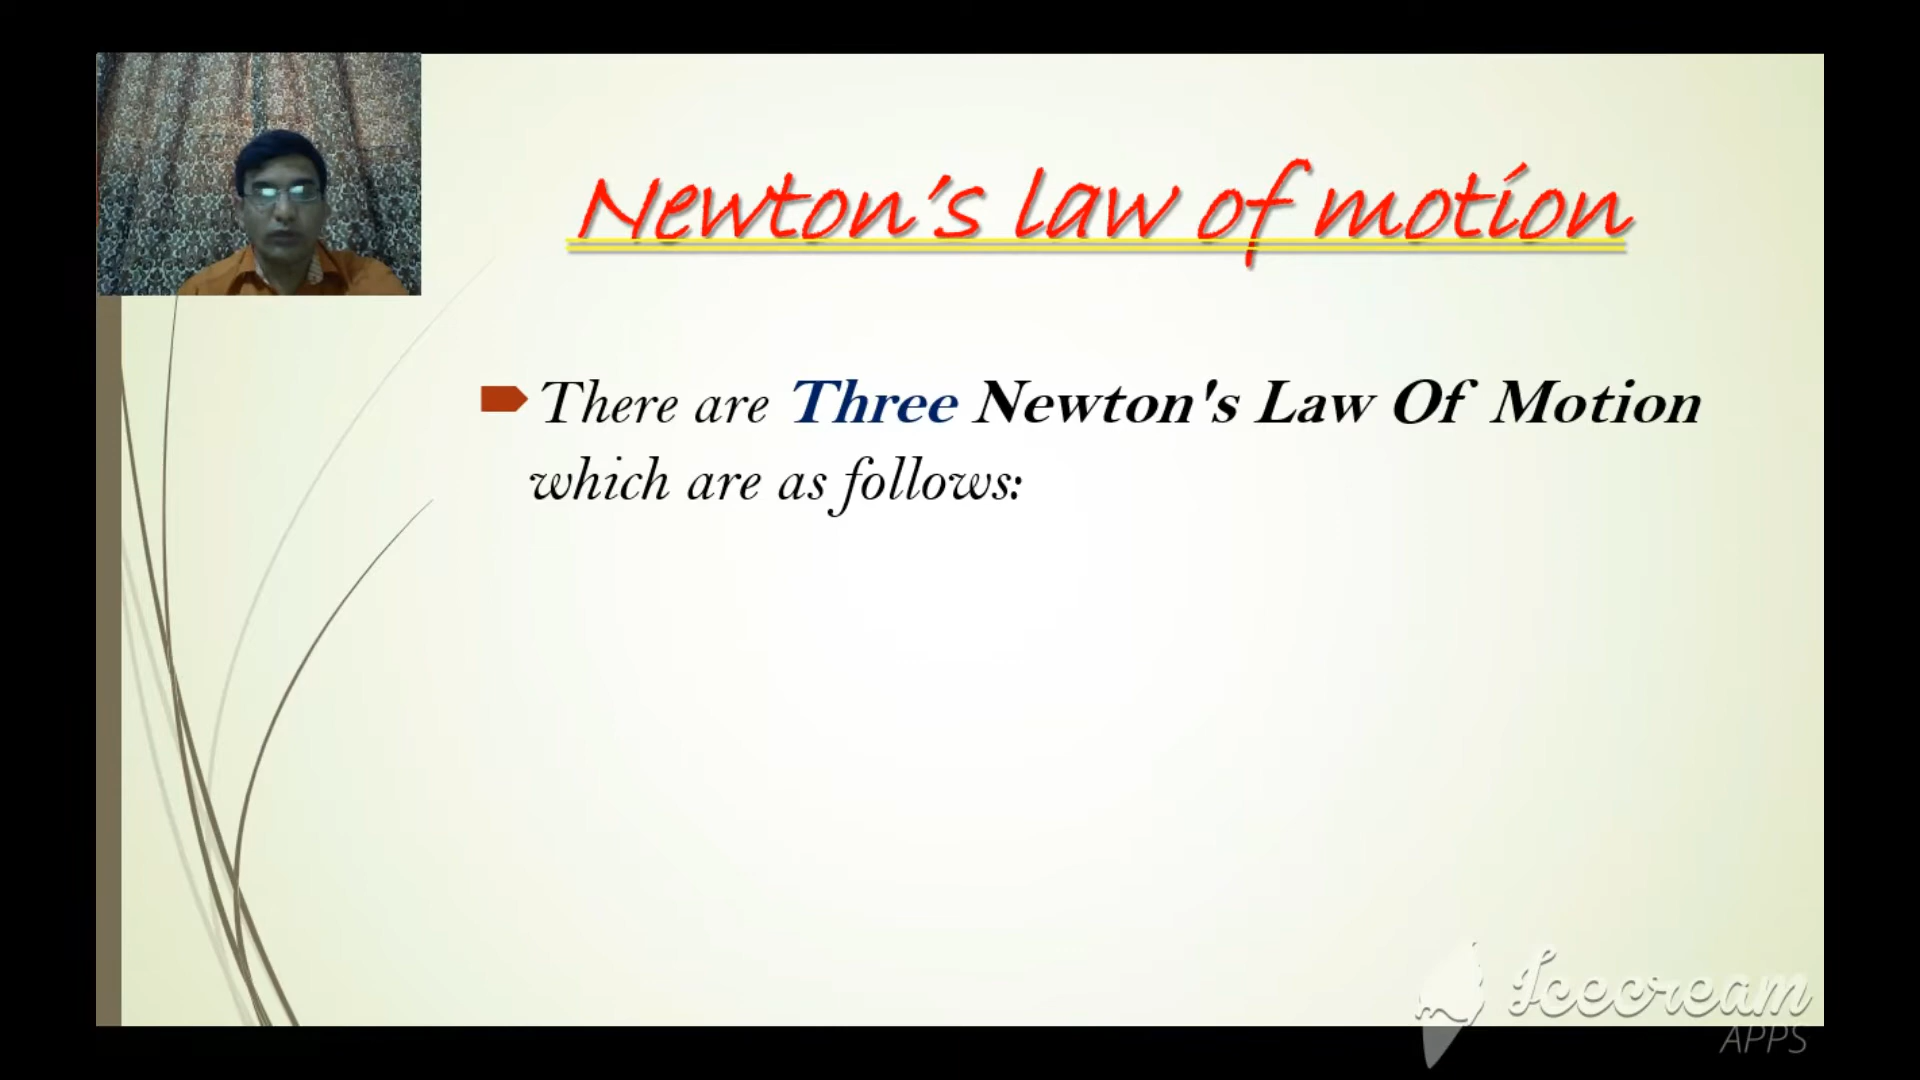 Newton's law of motion
There are Three Newton's Law Of Motion
which are as follows:
Icecream
APPS